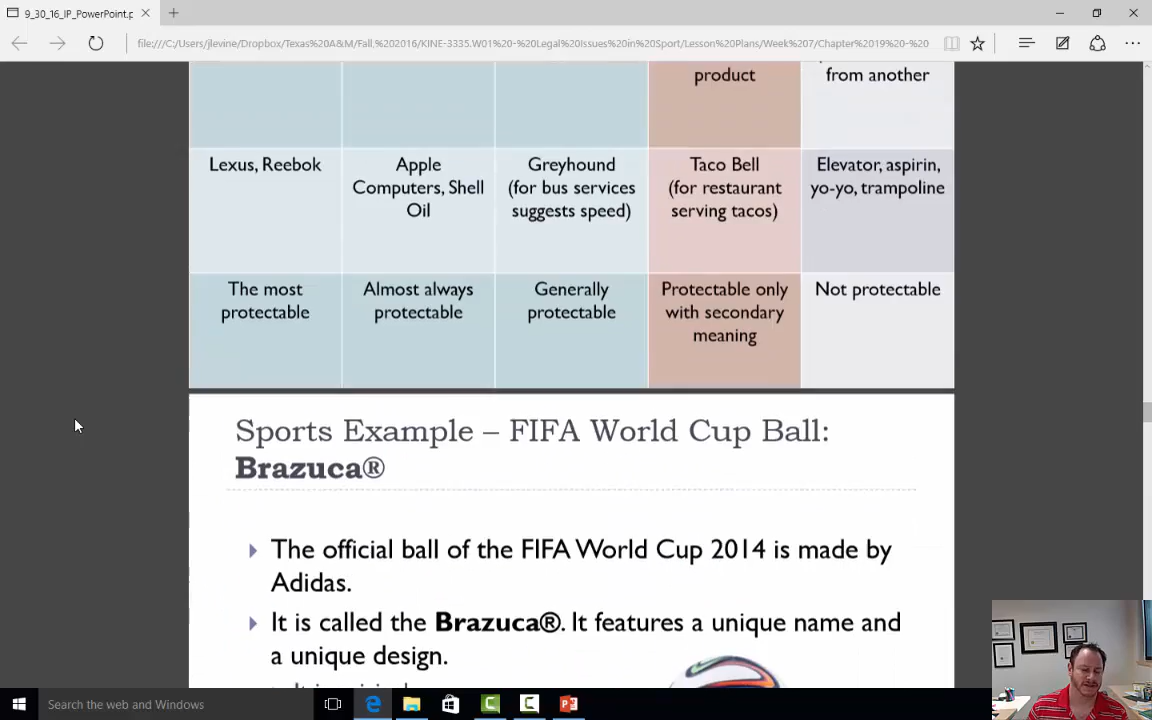 9_30_16_IP_PowerPoint.p
file:///C:/Users/jlevine/Dropbox/Texas%20A&M/Fall,%202016/KINE-3335.W01%20-%20Legal%20Issues%20in%20Sport/Lesson%20Plans/Week%207/Chapter%2019%20-%20
product
from another
Lexus, Reebok
Apple
Computers, Shell
Oil
Greyhound
(for bus services
suggests speed)
Taco Bell
(for restaurant
serving tacos)
Elevator, aspirin,
yo-yo, trampoline
The most
protectable
Almost always
protectable
Generally
protectable
Protectable only
with secondary
meaning
Not protectable
Sports Example – FIFA World Cup Ball:
Brazuca®
The official ball of the FIFA World Cup 2014 is made by
Adidas.
It is called the Brazuca®. It features a unique name and
a unique design.
Search the web and Windows